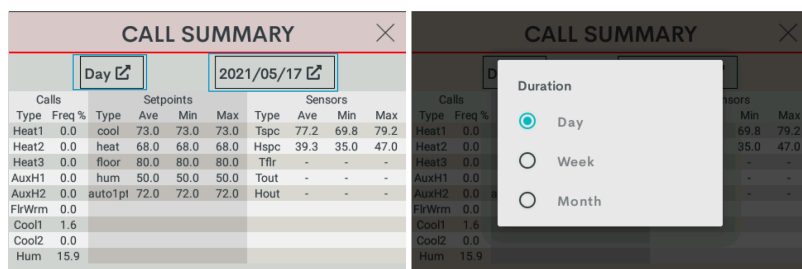 CALL SUMMARY
Day
2021/05/17
Calls Setpoints Sensors
Type Freq % Type Ave Min Max Type Ave Min Max
Heat1 0.0 cool 73.0 73.0 73.0 Tspc 77.2 69.8 79.2
Heat2 0.0 heat 68.0 68.0 68.0 Hspc 39.3 35.0 47.0
Heat3 0.0 floor 80.0 80.0 80.0 Tflr - - -
AuxH1 0.0 hum 50.0 50.0 50.0 Tout - - -
AuxH2 0.0 auto1pt 72.0 72.0 72.0 Hout - - -
FlrWrm 0.0
Cool1 1.6
Cool2 0.0
Hum 15.9
CALL SUMMARY
D
Calls nsors
Type Freq % Min Max
Heat1 0.0 69.8 79.2
Heat2 0.0 35.0 47.0
Heat3 0.0 - -
AuxH1 0.0 - -
AuxH2 0.0 a - -
FlrWrm 0.0
Cool1 1.6
Cool2 0.0
Hum 15.9
Duration
Day
Week
Month